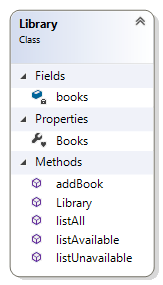 Library
Class
Fields
books
Properties
Books
Methods
addBook
Library
listAll
listAvailable
listUnavailable